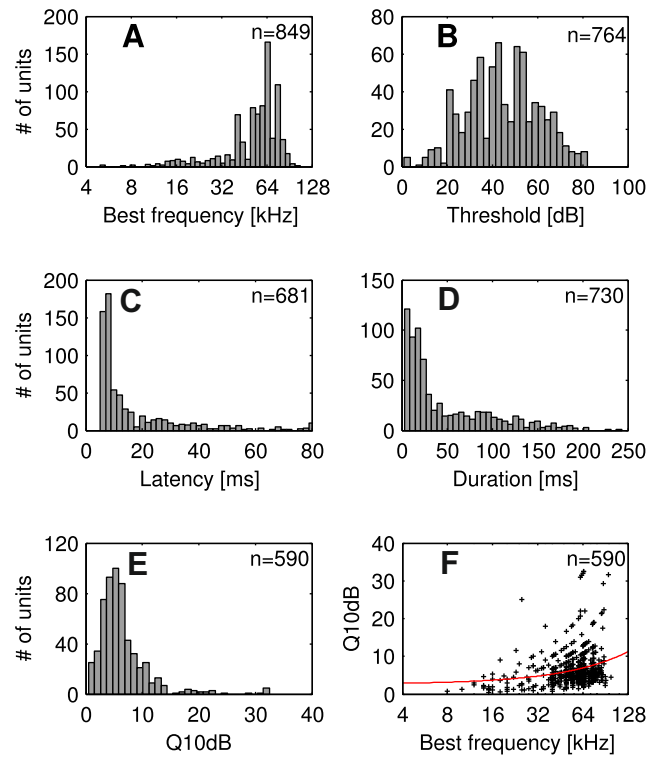 A
n=849
# of units
200
150
100
50
0
4 8 16 32 64 128
Best frequency [kHz]
B
n=764
80
60
40
20
0
0 20 40 60 80 100
Threshold [dB]
C
n=681
# of units
200
150
100
50
0
0 20 40 60 80
Latency [ms]
D
n=730
150
100
50
0
0 50 100 150 200 250
Duration [ms]
E
n=590
# of units
120
80
40
0
0 10 20 30 40
Q10dB
F
n=590
Q10dB
40
30
20
10
0
4 8 16 32 64 128
Best frequency [kHz]